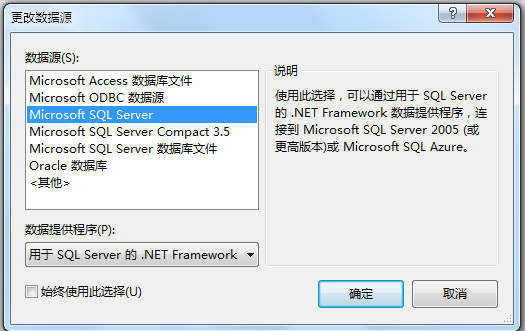 更改数据源
数据源(S):
Microsoft Access 数据库文件
Microsoft ODBC 数据源
Microsoft SQL Server
Microsoft SQL Server Compact 3.5
Microsoft SQL Server 数据库文件
Oracle 数据库
<其他>
说明
使用此选择，可以通过用于 SQL Server
的 .NET Framework 数据提供程序，连
接到 Microsoft SQL Server 2005 (或
更高版本)或 Microsoft SQL Azure。
数据提供程序(P):
用于 SQL Server 的 .NET Framework
始终使用此选择(U)
确定
取消